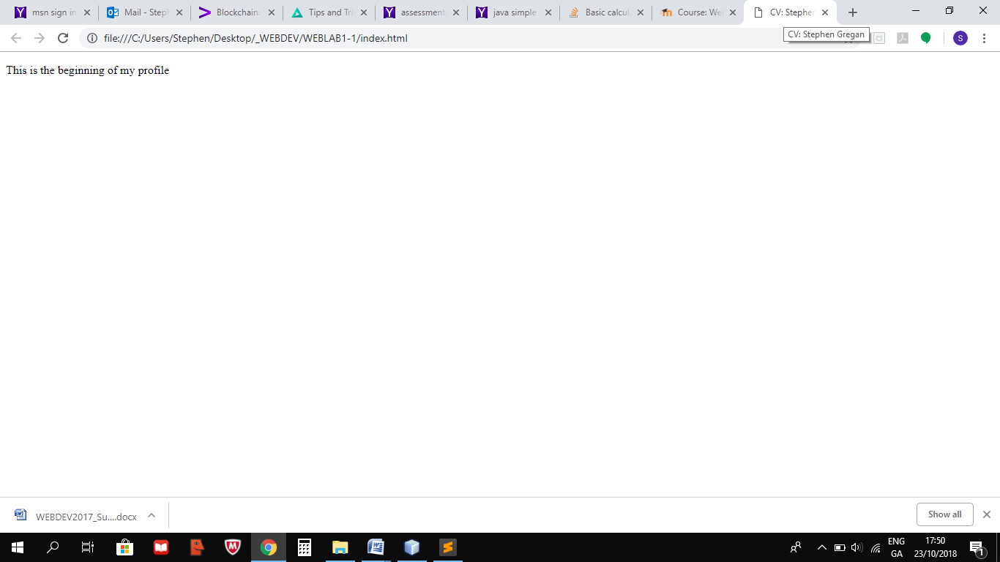 msn sign in
Mail - Step
Blockchain:
Tips and Tri
assessment
java simple
Basic calcul
Course: We
CV: Stephen
file:///C:/Users/Stephen/Desktop/_WEBDEV/WEBLAB1-1/index.html
CV: Stephen Gregan
S
This is the beginning of my profile
WEBDEV2017_Su....docx
Show all
ENG
GA
17:50
23/10/2018
1